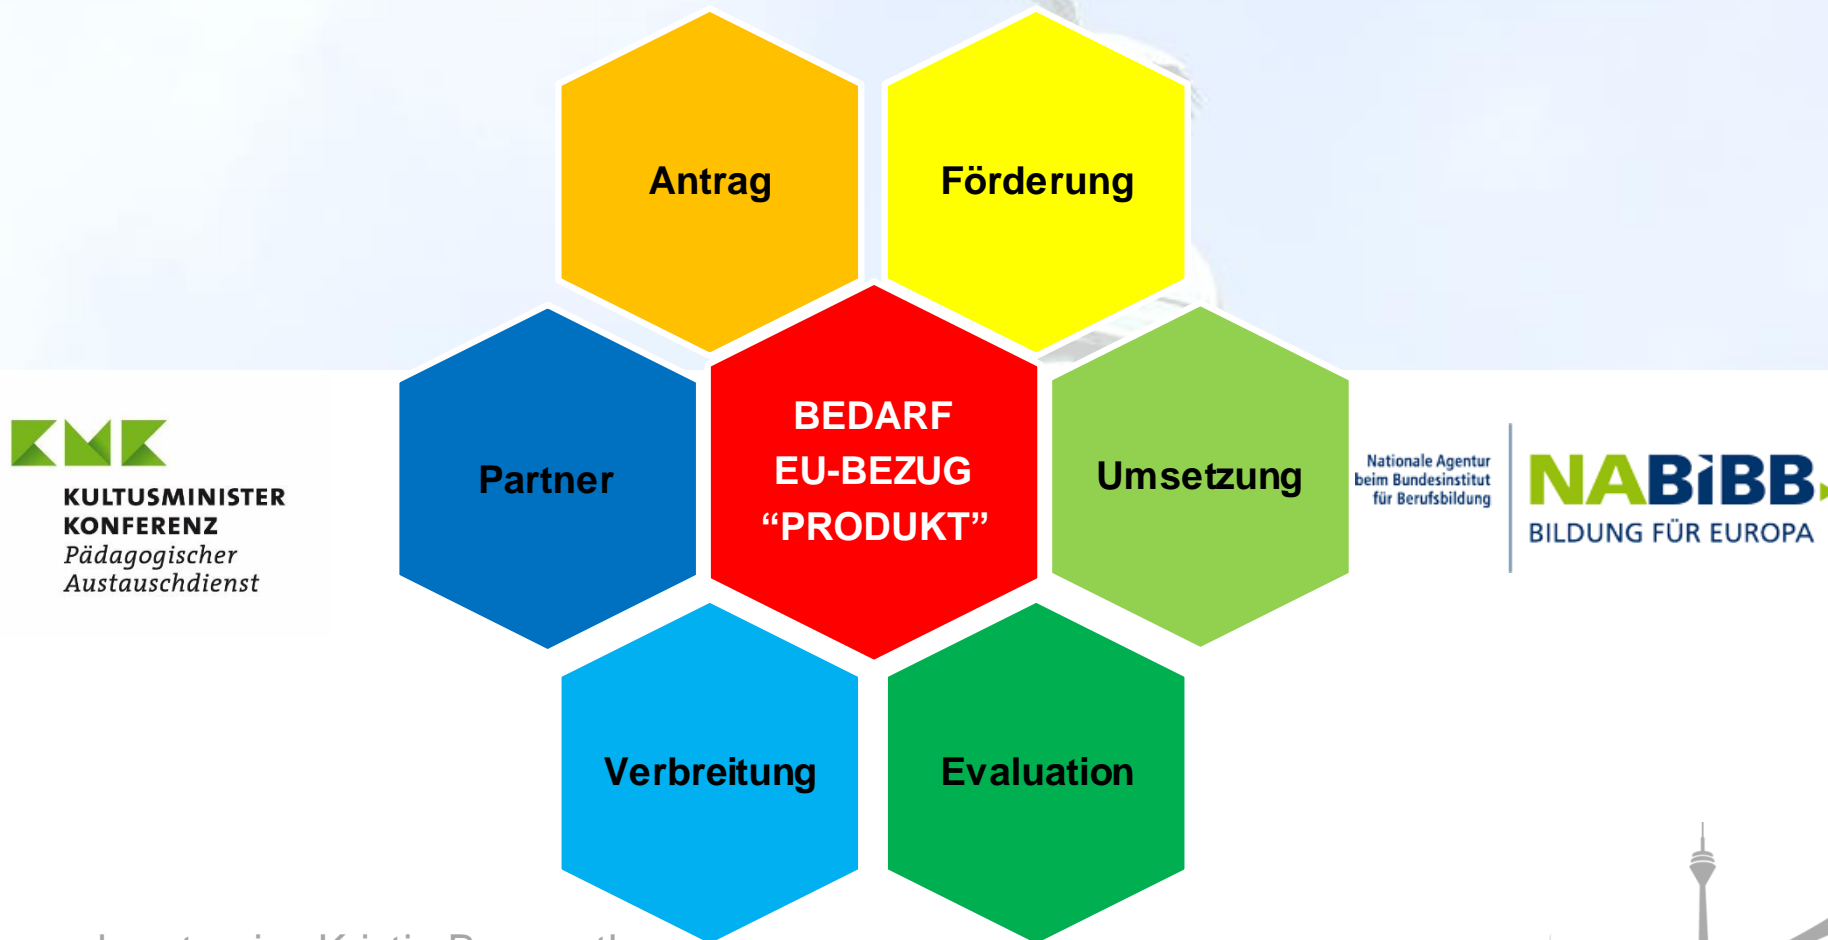 Antrag
Förderung
Partner
BEDARF
EU-BEZUG
“PRODUKT”
Umsetzung
Verbreitung
Evaluation
KMK
KULTUSMINISTER
KONFERENZ
Pädagogischer
Austauschdienst
Nationale Agentur
beim Bundesinstitut
für Berufsbildung
NABiBB
BILDUNG FÜR EUROPA